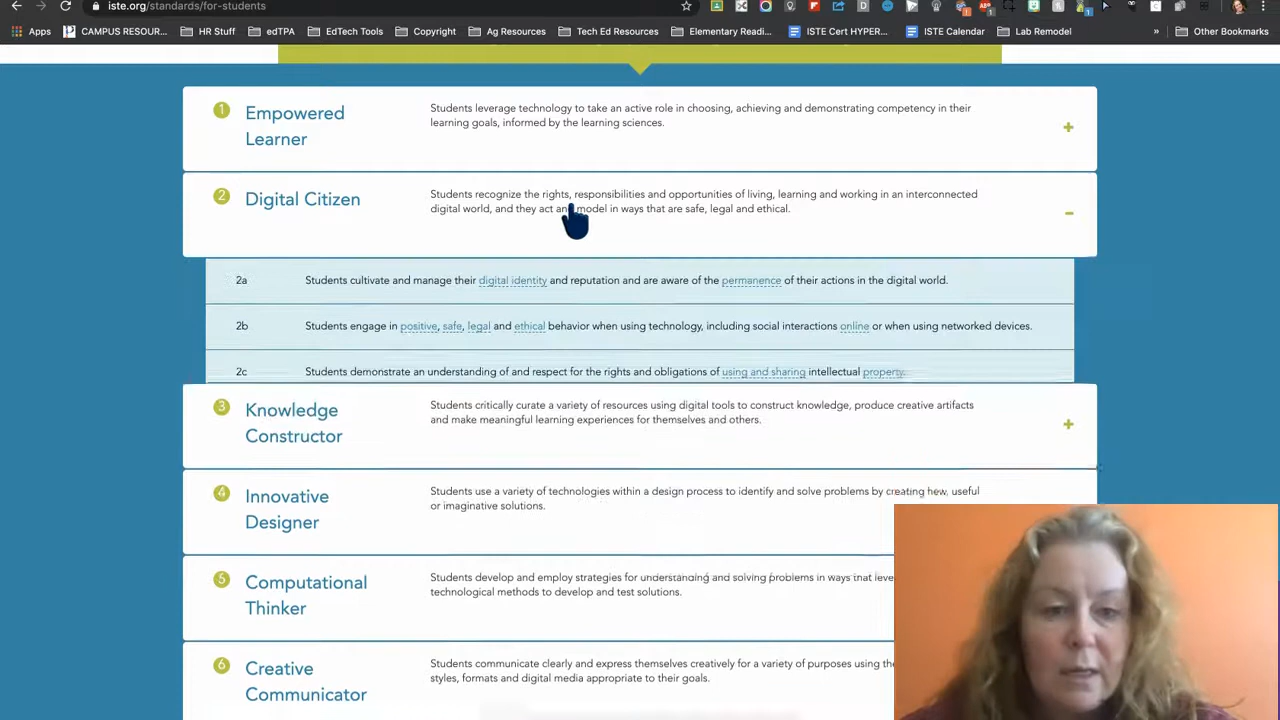 iste.org/standards/for-students
Apps CAMPUS RESOUR... HR Stuff edTPA EdTech Tools Copyright Ag Resources Tech Ed Resources Elementary Readi... ISTE Cert HYPER... ISTE Calendar Lab Remodel » Other Bookmarks
1 Empowered
Learner
Students leverage technology to take an active role in choosing, achieving and demonstrating competency in their
learning goals, informed by the learning sciences.
+
2 Digital Citizen
Students recognize the rights, responsibilities and opportunities of living, learning and working in an interconnected
digital world, and they act and model in ways that are safe, legal and ethical.
-
2a Students cultivate and manage their digital identity and reputation and are aware of the permanence of their actions in the digital world.
2b Students engage in positive, safe, legal and ethical behavior when using technology, including social interactions online or when using networked devices.
2c Students demonstrate an understanding of and respect for the rights and obligations of using and sharing intellectual property.
3 Knowledge
Constructor
Students critically curate a variety of resources using digital tools to construct knowledge, produce creative artifacts
and make meaningful learning experiences for themselves and others.
+
4 Innovative
Designer
Students use a variety of technologies within a design process to identify and solve problems by creating new, useful
or imaginative solutions.
5 Computational
Thinker
Students develop and employ strategies for understanding and solving problems in ways that leve
technological methods to develop and test solutions.
6 Creative
Communicator
Students communicate clearly and express themselves creatively for a variety of purposes using the
styles, formats and digital media appropriate to their goals.